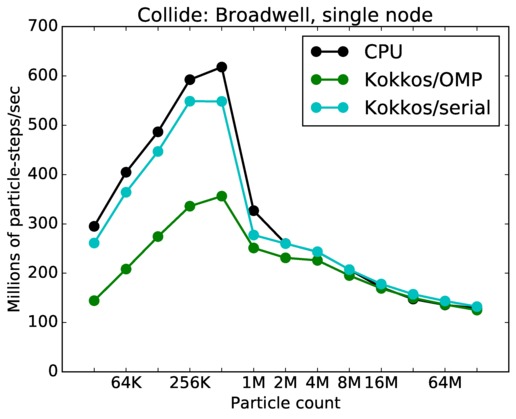 Collide: Broadwell, single node
Millions of particle-steps/sec
700
600
500
400
300
200
100
0
CPU
Kokkos/OMP
Kokkos/serial
64K 256K 1M 2M 4M 8M 16M 64M
Particle count